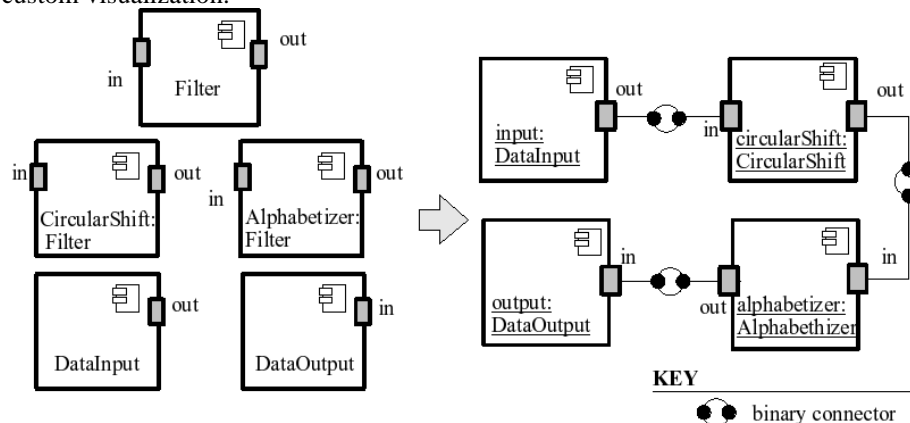 custom visualization.
out
in
Filter
in
out
CircularShift:
Filter
in
out
Alphabetizer:
Filter
out
DataInput
in
DataOutput
out
input:
DataInput
in
out
circularShift:
CircularShift
in
output:
DataOutput
out
in
alphabetizer:
Alphabethizer
KEY
binary connector